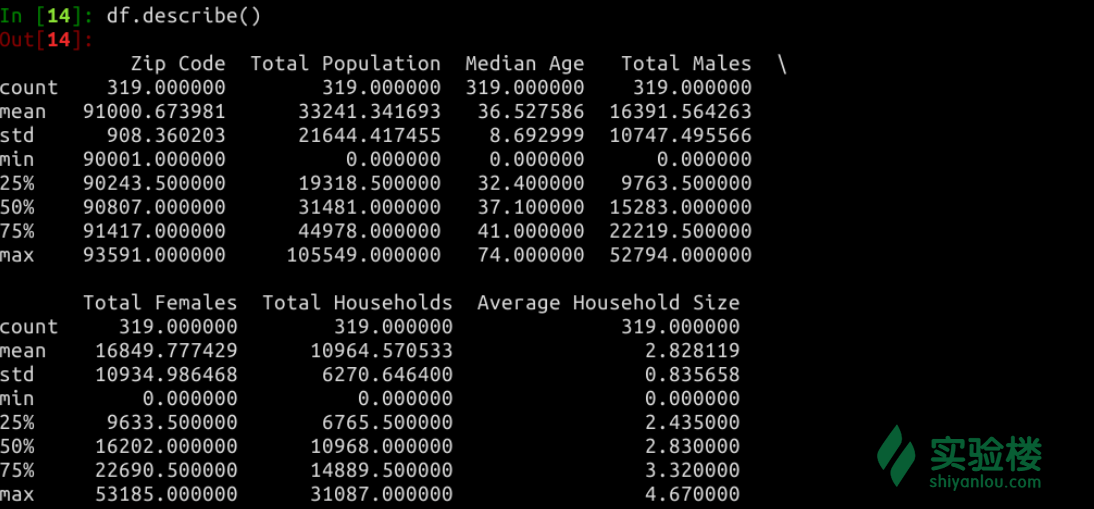 In [14]: df.describe()
Out[14]:
Zip Code Total Population Median Age Total Males \
count 319.000000 319.000000 319.000000 319.000000
mean 91000.673981 33241.341693 36.527586 16391.564263
std 908.360203 21644.417455 8.692999 10747.495566
min 90001.000000 0.000000 0.000000 0.000000
25% 90243.500000 19318.500000 32.400000 9763.500000
50% 90807.000000 31481.000000 37.100000 15283.000000
75% 91417.000000 44978.000000 41.000000 22219.500000
max 93591.000000 105549.000000 74.000000 52794.000000
Total Females Total Households Average Household Size
count 319.000000 319.000000 319.000000
mean 16849.777429 10964.570533 2.828119
std 10934.986468 6270.646400 0.835658
min 0.000000 0.000000 0.000000
25% 9633.500000 6765.500000 2.435000
50% 16202.000000 10968.000000 2.830000
75% 22690.500000 14889.500000 3.320000
max 53185.000000 31087.000000 4.670000
实验楼
shiyanlou.com